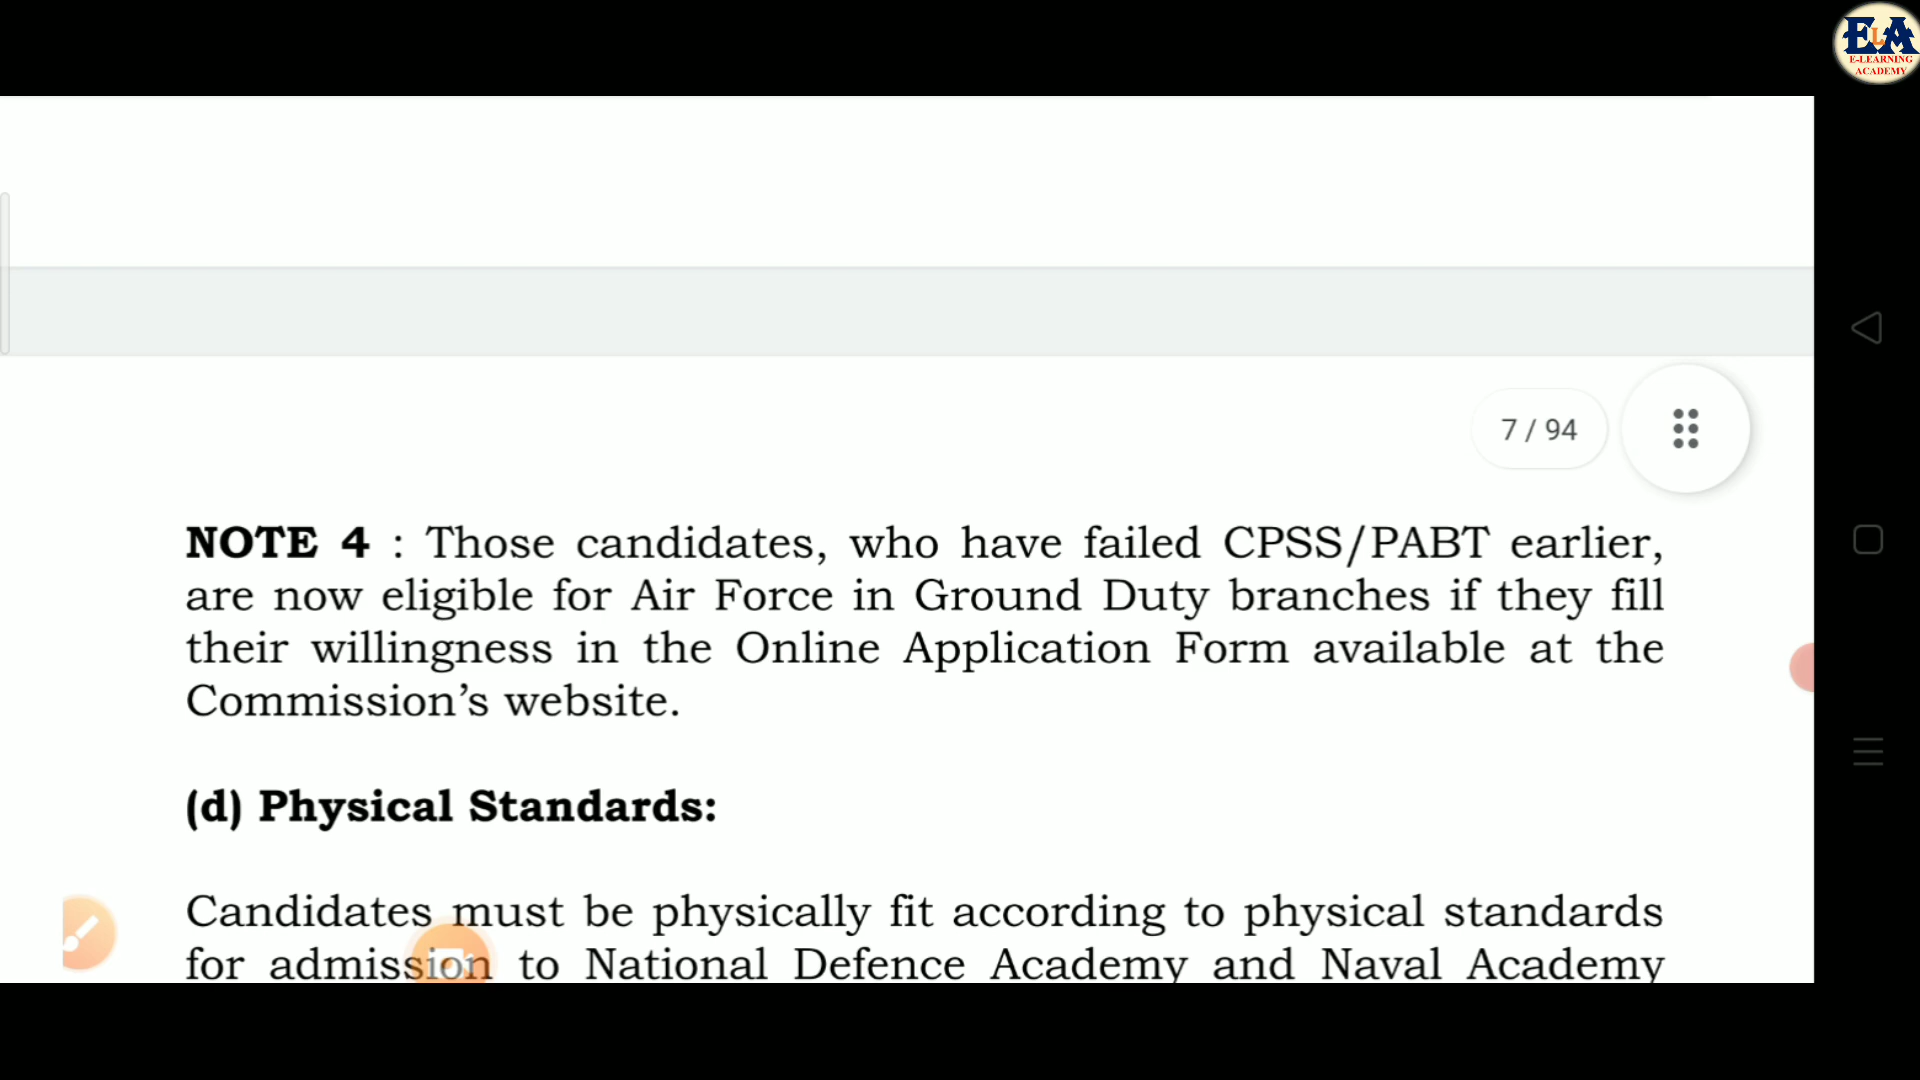 ELA
E-LEARNING
ACADEMY
7 / 94
NOTE 4 : Those candidates, who have failed CPSS/PABT earlier,
are now eligible for Air Force in Ground Duty branches if they fill
their willingness in the Online Application Form available at the
Commission’s website.
(d) Physical Standards:
Candidates must be physically fit according to physical standards
for admission to National Defence Academy and Naval Academy